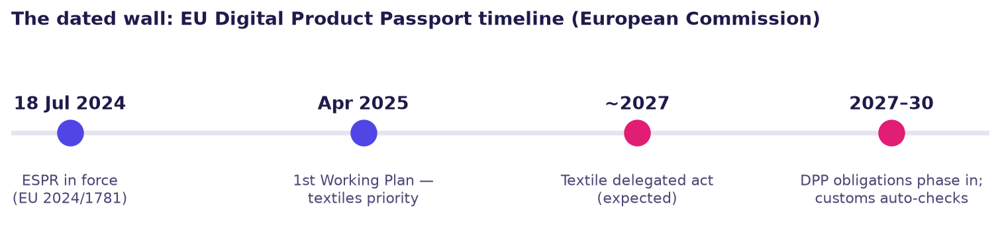 The dated wall: EU Digital Product Passport timeline (European Commission)
18 Jul 2024
Apr 2025
~2027
2027–30
ESPR in force
(EU 2024/1781)
1st Working Plan —
textiles priority
Textile delegated act
(expected)
DPP obligations phase in;
customs auto-checks